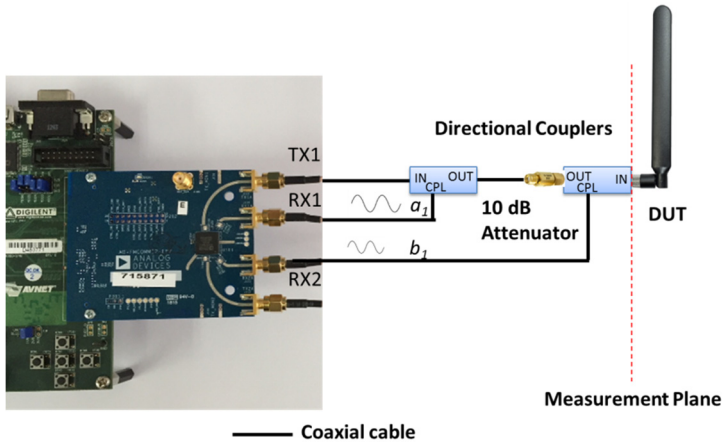 Directional Couplers
TX1
IN OUT
CPL
OUT
IN
CPL
RX1
a1
10 dB
Attenuator
DUT
b1
RX2
DIGILENT
AVNET
ANALOG
DEVICES
715871
Measurement Plane
Coaxial cable